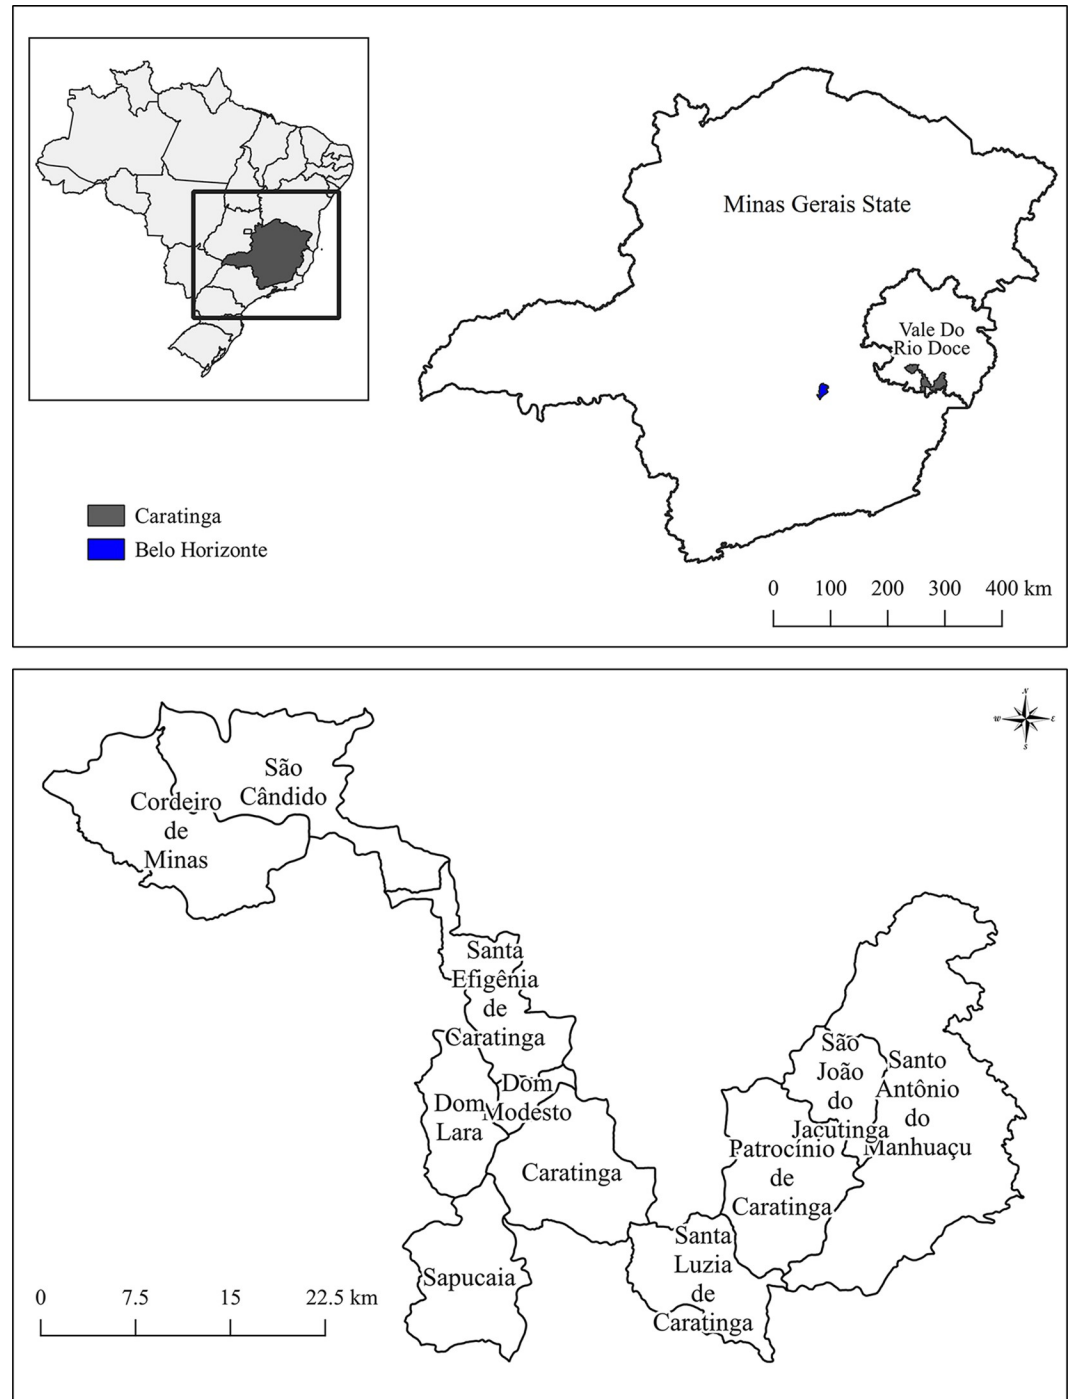 Minas Gerais State
Vale Do
Rio Doce
Caratinga
Belo Horizonte
0 100 200 300 400 km
N
W E
S
São
Cândido
Cordeiro
de
Minas
Santa
Efigênia
de
Caratinga
Dom
Modesto
Dom
Lara
Caratinga
São
João
do
Jacutinga
Santo
Antônio
do
Manhuaçu
Patrocínio
de
Caratinga
Santa
Luzia
de
Caratinga
Sapucaia
0 7.5 15 22.5 km